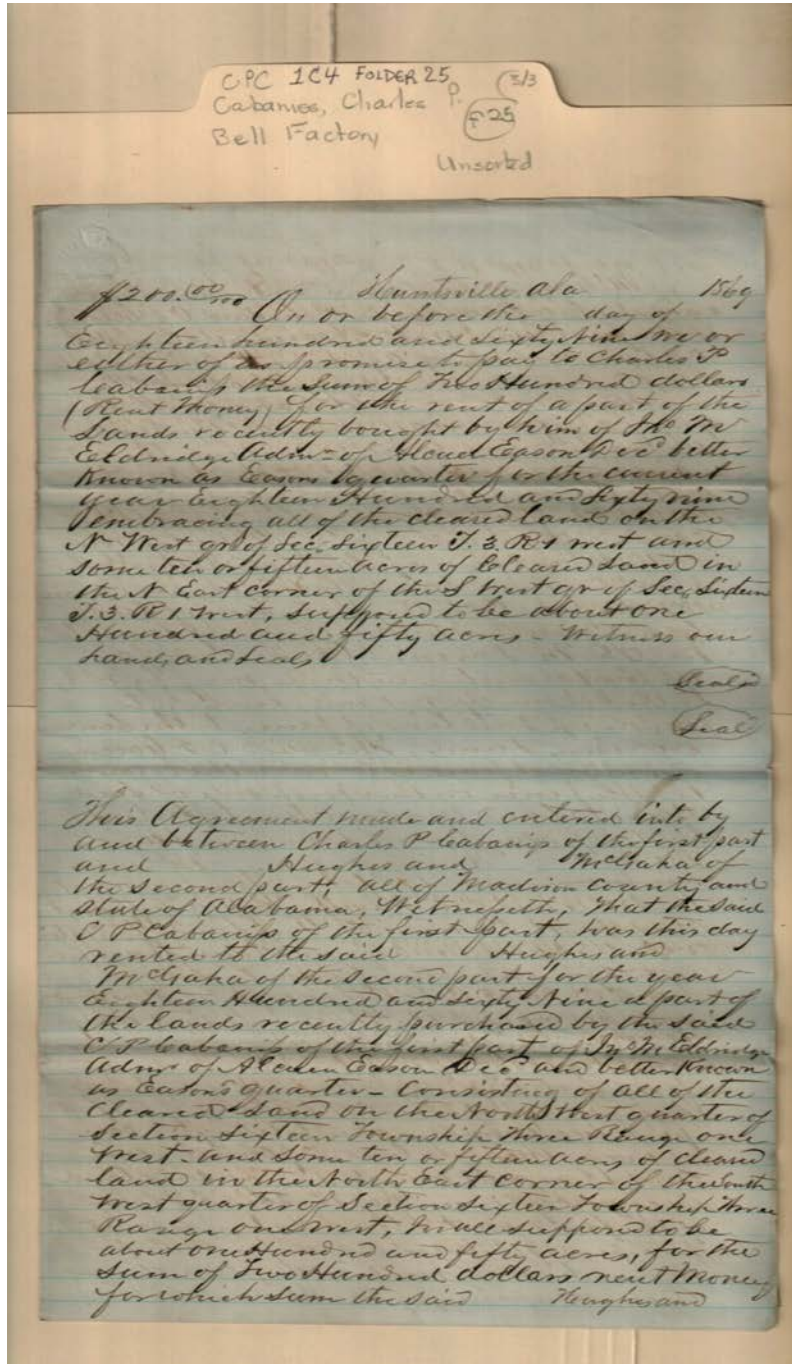 CPC 1C4 FOLDER 25 3/3
Cabaniss, Charles P.
F25
Bell Factory
Unsorted
$200.00/100 Huntsville Ala 1869
On or before the day of
Eighteen hundred and Sixty Nine we or
either of us promise to pay to Charles P
Cabaniss the Sum of Two Hundred dollars
(Rent Money) for the rent of a part of the
Lands recently bought by him of Jno M
Eldridge Admr of Eason Decd better
Known as Easons quarter for the current
year Eighteen Hundred and Sixty nine
embracing all of the cleared land on the
N West qr of Sec. Sixteen T. 3. R 1 west and
some ten or fifteen acres of Cleared Land in
the N East corner of the S West qr of Sec. Sixteen
T. 3. R 1 West, supposed to be about one
Hundred and fifty acres - Witness our
hands and Seals
Seal
Seal
This Agreement made and entered into by
and between Charles P Cabaniss of the first part
and Hughes and McGaha of
the Second part, all of Madison County and
State of Alabama, Witnesseth, That the said
C P Cabaniss of the first part, has this day
rented to the said Hughes and
McGaha of the Second part for the year
Eighteen Hundred and Sixty Nine a part of
the lands recently purchased by the said
C P Cabaniss of the first part of Jno M Eldridge
Admr of Eason Decd and better Known
as Eason's quarter - Consisting of all of the
Cleared Land on the North West quarter of
Section Sixteen Township Three Range one
West. and some ten or fifteen acres of cleared
land in the North East corner of the South
West quarter of Section Sixteen Township Three
Range one West, in all supposed to be
about one Hundred and fifty acres, for the
sum of Two Hundred dollars rent Money
for which sum the said Hughes and